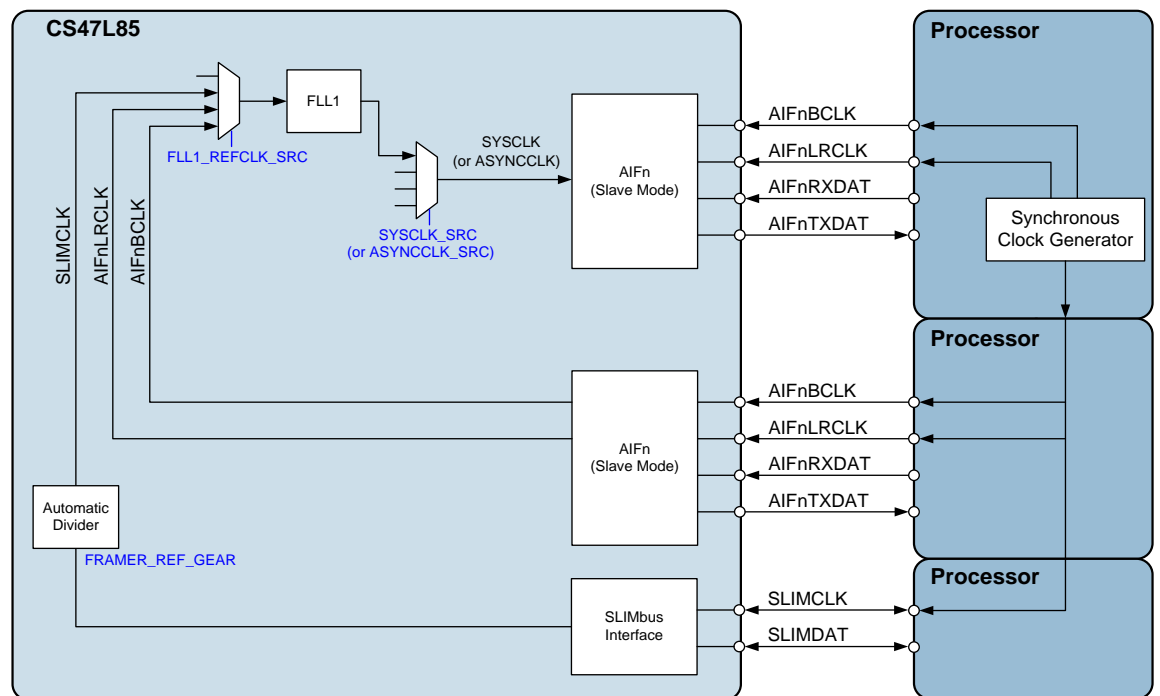 CS47L85
Processor
FLL1
FLL1_REFCLK_SRC
SYSCLK
(or ASYNCCLK)
SYSCLK_SRC
(or ASYNCCLK_SRC)
AIFn
(Slave Mode)
AIFnBCLK
AIFnLRCLK
AIFnRXDAT
AIFnTXDAT
Synchronous
Clock Generator
SLIMCLK
AIFnLRCLK
AIFnBCLK
Processor
AIFn
(Slave Mode)
AIFnBCLK
AIFnLRCLK
AIFnRXDAT
AIFnTXDAT
Automatic
Divider
FRAMER_REF_GEAR
Processor
SLIMbus
Interface
SLIMCLK
SLIMDAT